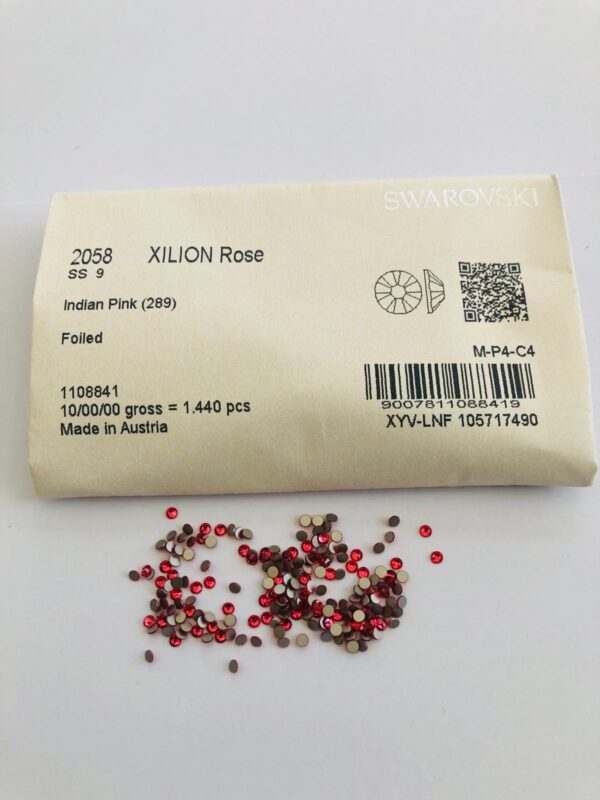 SWAROVSKI
2058 XILION Rose
SS 9
Indian Pink (289)
Foiled
M-P4-C4
1108841
9007811088419
10/00/00 gross = 1.440 pcs
XYV-LNF 105717490
Made in Austria